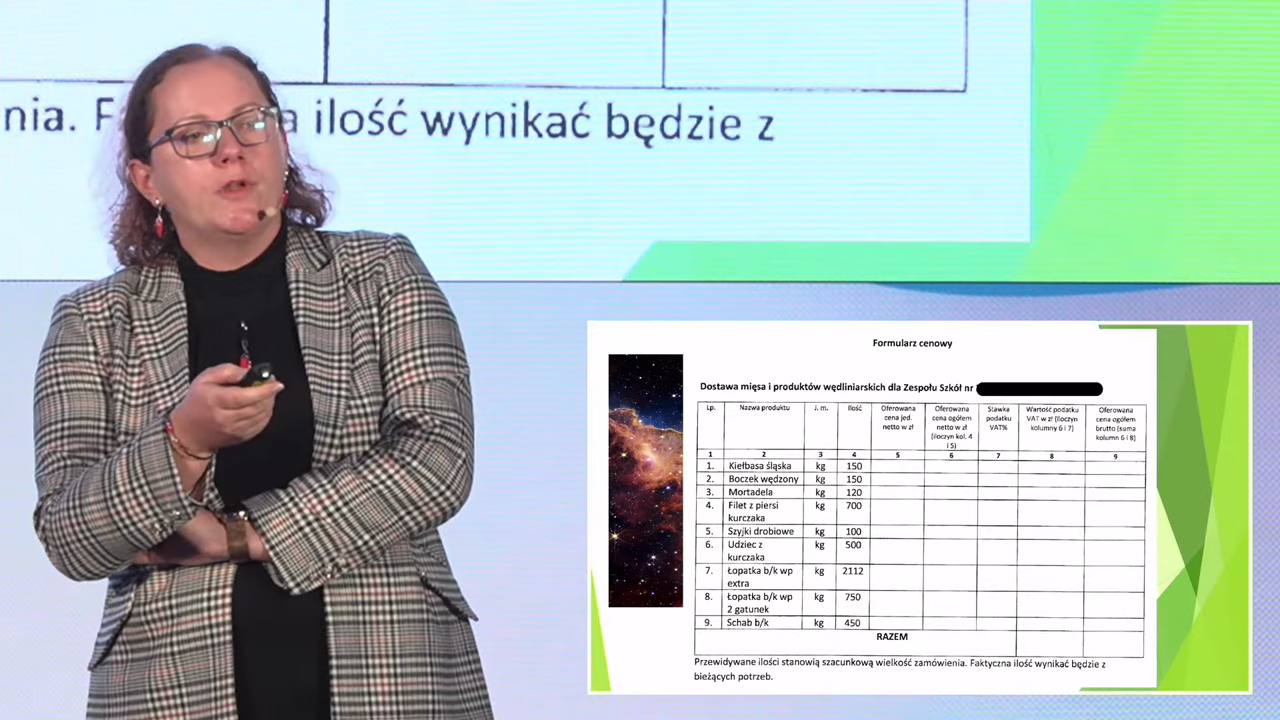 nia. F a ilość wynikać będzie z
Formularz cenowy
Dostawa mięsa i produktów wędliniarskich dla Zespołu Szkół nr
Lp. Nazwa produktu J. m. Ilość Oferowana cena jed. netto w zł Oferowana cena ogółem netto w zł (iloczyn kol. 4 i 5) Stawka podatku VAT% Wartość podatku VAT w zł (iloczyn kolumny 6 i 7) Oferowana cena ogółem brutto (suma kolumn 6 i 8)
1 2 3 4 5 6 7 8 9
1. Kiełbasa śląska kg 150
2. Boczek wędzony kg 150
3. Mortadela kg 120
4. Filet z piersi kurczaka kg 700
5. Szyjki drobiowe kg 100
6. Udziec z kurczaka kg 500
7. Łopatka b/k wp extra kg 2112
8. Łopatka b/k wp 2 gatunek kg 750
9. Schab b/k kg 450
RAZEM
Przewidywane ilości stanowią szacunkową wielkość zamówienia. Faktyczna ilość wynikać będzie z
bieżących potrzeb.